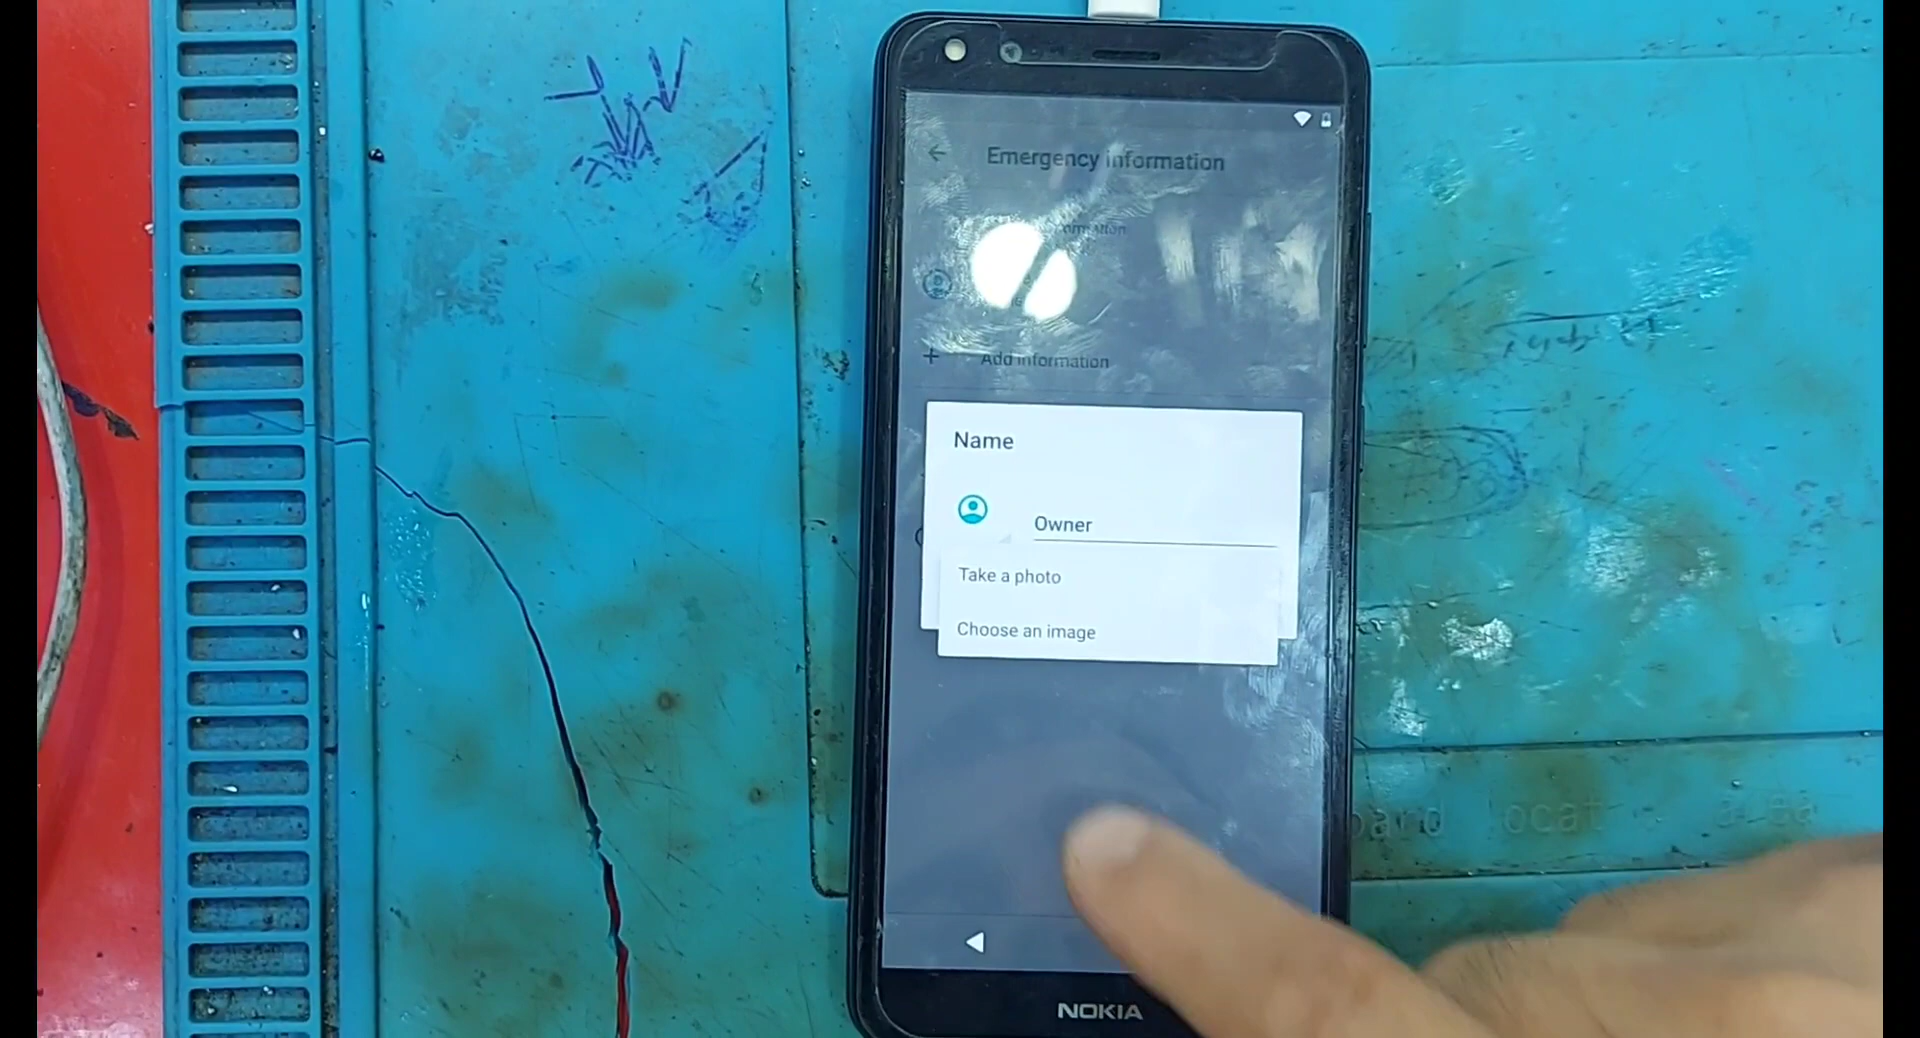 Emergency information
Add information
Name
Owner
Take a photo
Choose an image
NOKIA